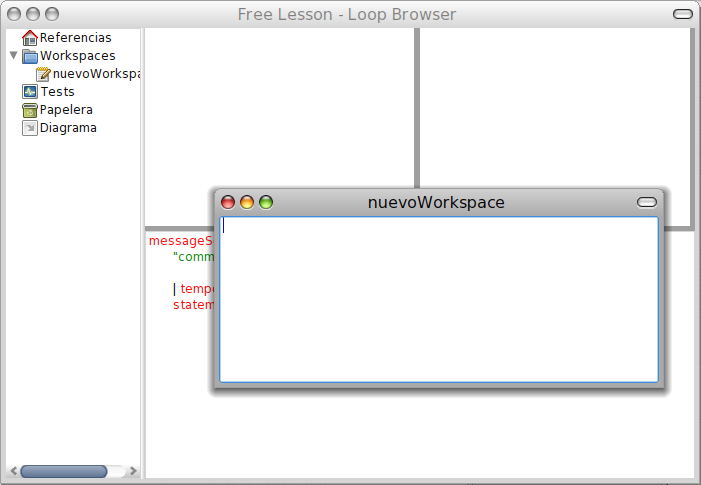 Free Lesson - Loop Browser
Referencias
Workspaces
nuevoWorkspa
Tests
Papelera
Diagrama
nuevoWorkspace
messageS
"comm
| tempo
statem